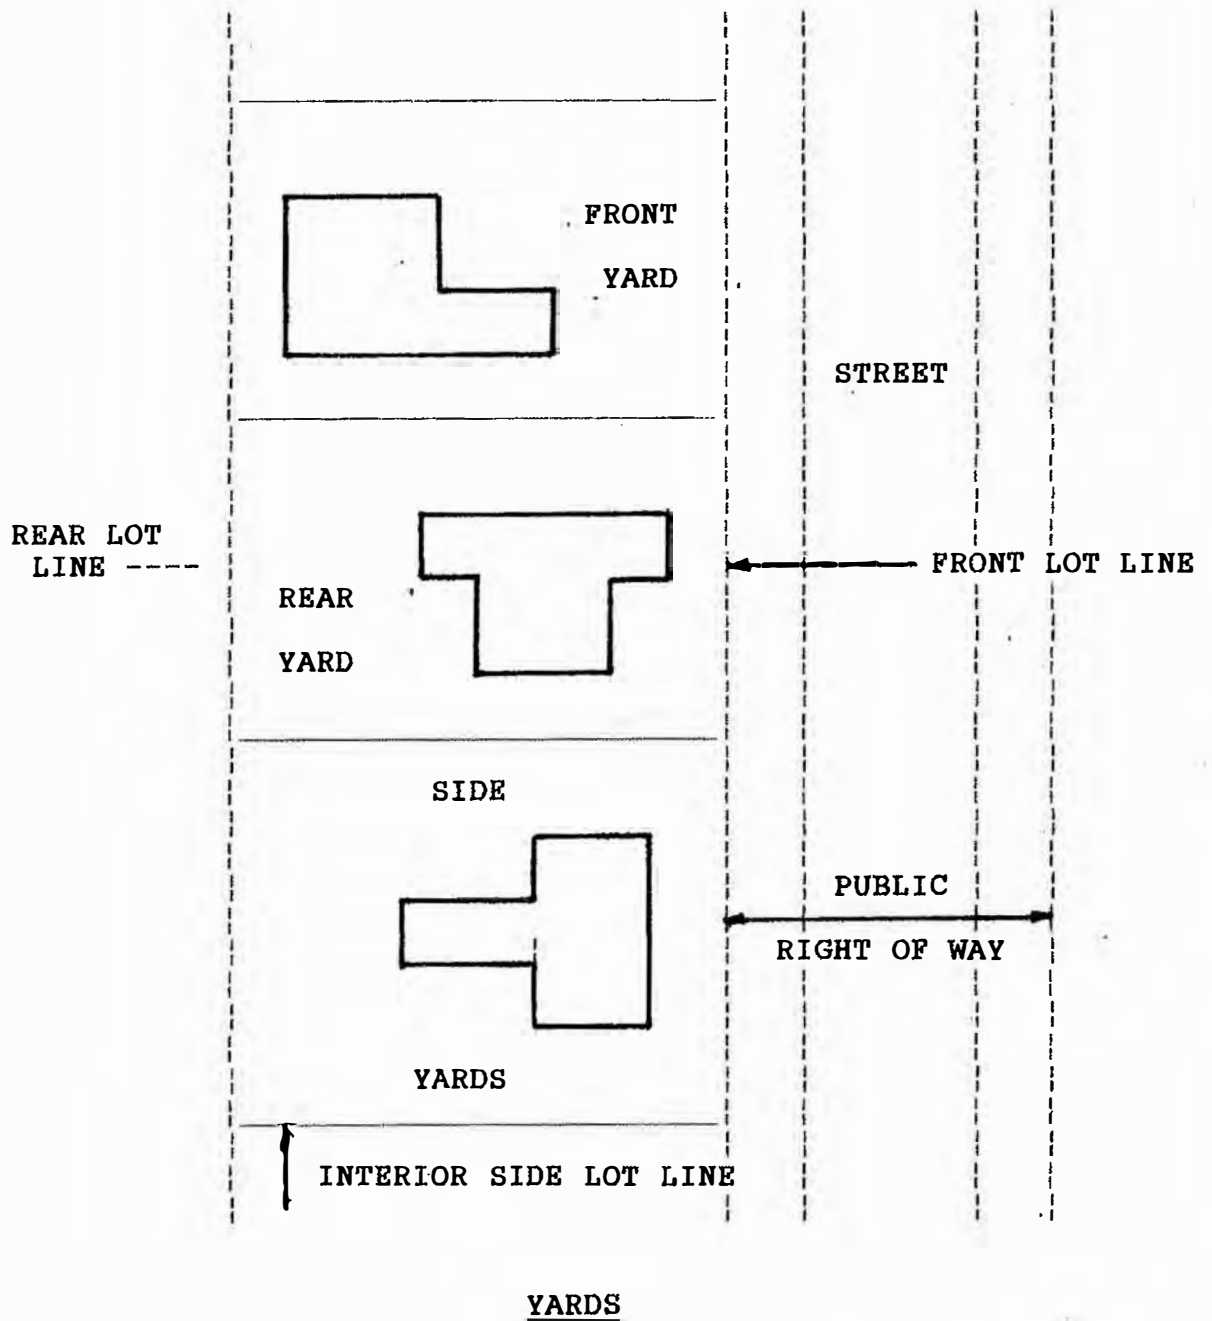 FRONT
YARD
STREET
REAR LOT
LINE ----
FRONT LOT LINE
REAR
YARD
SIDE
PUBLIC
RIGHT OF WAY
YARDS
INTERIOR SIDE LOT LINE
YARDS